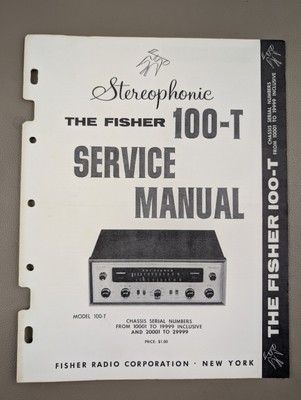 Stereophonic
THE FISHER 100-T
SERVICE
MANUAL
MODEL 100-T
CHASSIS SERIAL NUMBERS
FROM 10001 TO 19999 INCLUSIVE
AND 20001 TO 29999
PRICE: $1.00
FISHER RADIO CORPORATION · NEW YORK
THE FISHER 100-T
CHASSIS SERIAL NUMBERS
FROM 10001 TO 19999 INCLUSIVE